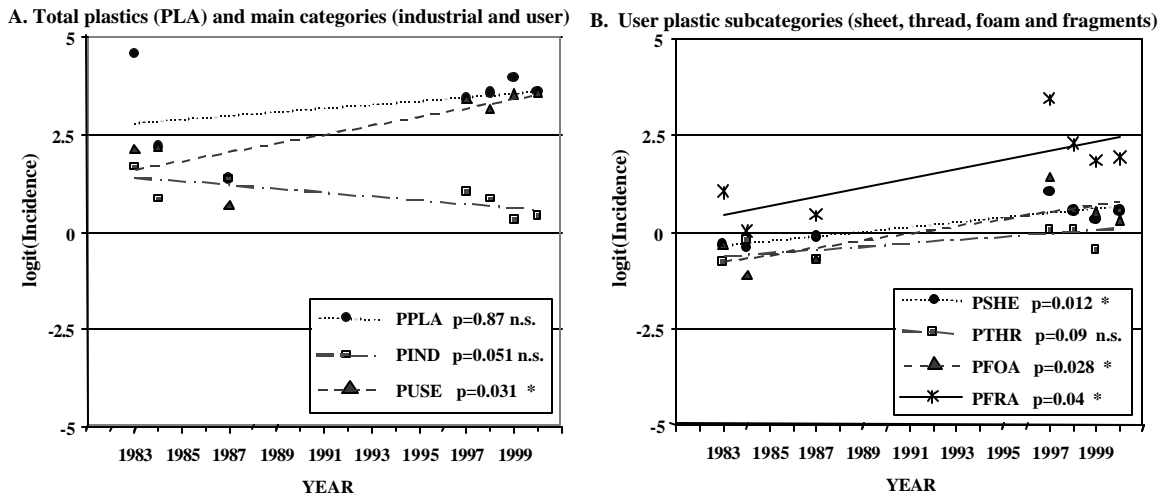 A. Total plastics (PLA) and main categories (industrial and user)
5
2.5
0
-2.5
-5
logit(Incidence)
PPLA p=0.87 n.s.
PIND p=0.051 n.s.
PUSE p=0.031 *
1983 1985 1987 1989 1991 1993 1995 1997 1999
YEAR
B. User plastic subcategories (sheet, thread, foam and fragments)
5
2.5
0
-2.5
-5
logit(Incidence)
PSHE p=0.012 *
PTHR p=0.09 n.s.
PFOA p=0.028 *
PFRA p=0.04 *
1983 1985 1987 1989 1991 1993 1995 1997 1999
YEAR